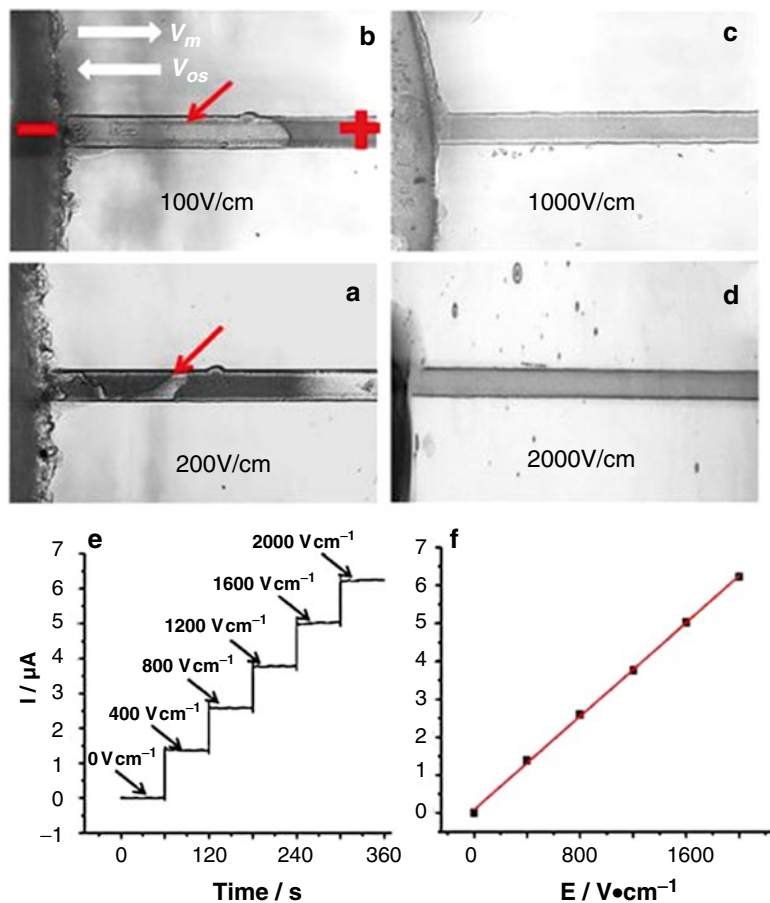 b
V_m
V_os
− +
100V/cm
c
1000V/cm
a
200V/cm
d
2000V/cm
e
7
6
5
4
3
2
1
0
−1
I / µA
0 V cm⁻¹
400 V cm⁻¹
800 V cm⁻¹
1200 V cm⁻¹
1600 V cm⁻¹
2000 V cm⁻¹
0 120 240 360
Time / s
f
7
6
5
4
3
2
1
0
0 800 1600
E / V•cm⁻¹